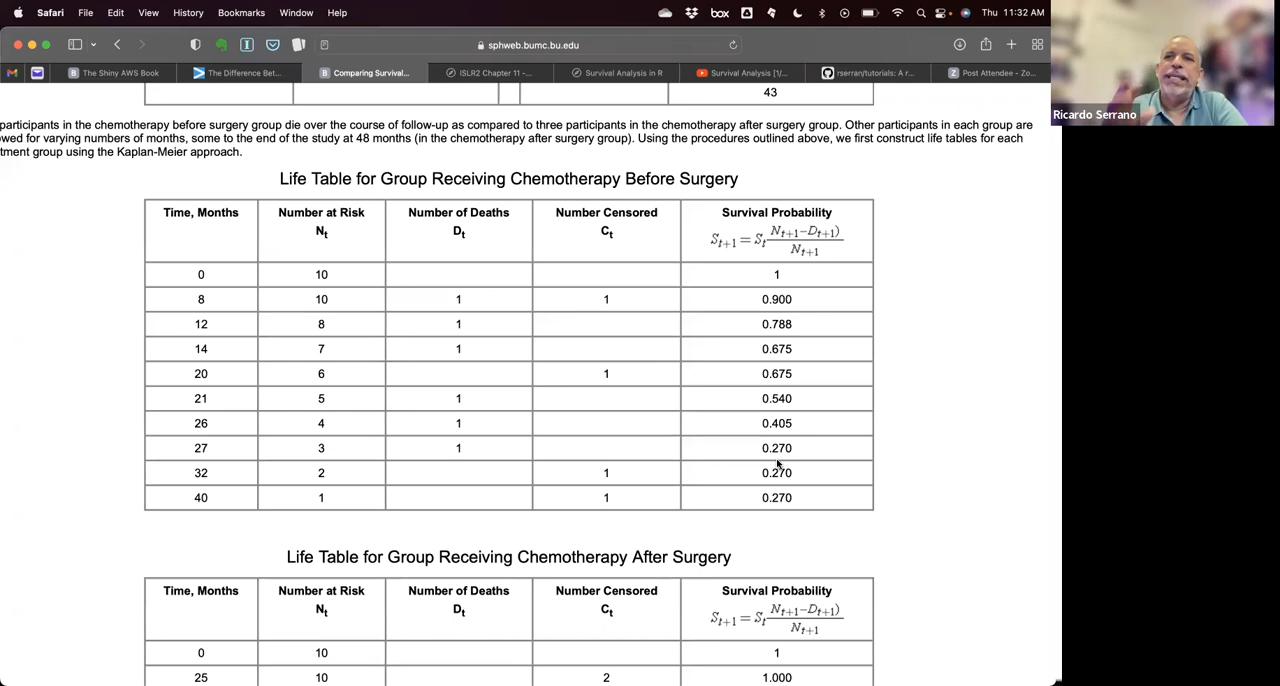 Safari File Edit View History Bookmarks Window Help box Thu 11:32 AM
sphweb.bumc.bu.edu
The Shiny AWS Book The Difference Bet... Comparing Survival... ISLR2 Chapter 11 -... Survival Analysis in R Survival Analysis [1/... rserran/tutorials: A r... Post Attendee - Zo...
Ricardo Serrano
43
participants in the chemotherapy before surgery group die over the course of follow-up as compared to three participants in the chemotherapy after surgery group. Other participants in each group are
owed for varying numbers of months, some to the end of the study at 48 months (in the chemotherapy after surgery group). Using the procedures outlined above, we first construct life tables for each
tment group using the Kaplan-Meier approach.
Life Table for Group Receiving Chemotherapy Before Surgery
Time, Months Number at Risk Number of Deaths Number Censored Survival Probability
Nt Dt Ct St+1 = St Nt+1−Dt+1) / Nt+1
0 10 1
8 10 1 1 0.900
12 8 1 0.788
14 7 1 0.675
20 6 1 0.675
21 5 1 0.540
26 4 1 0.405
27 3 1 0.270
32 2 1 0.270
40 1 1 0.270
Life Table for Group Receiving Chemotherapy After Surgery
Time, Months Number at Risk Number of Deaths Number Censored Survival Probability
Nt Dt Ct St+1 = St Nt+1−Dt+1) / Nt+1
0 10 1
25 10 2 1.000